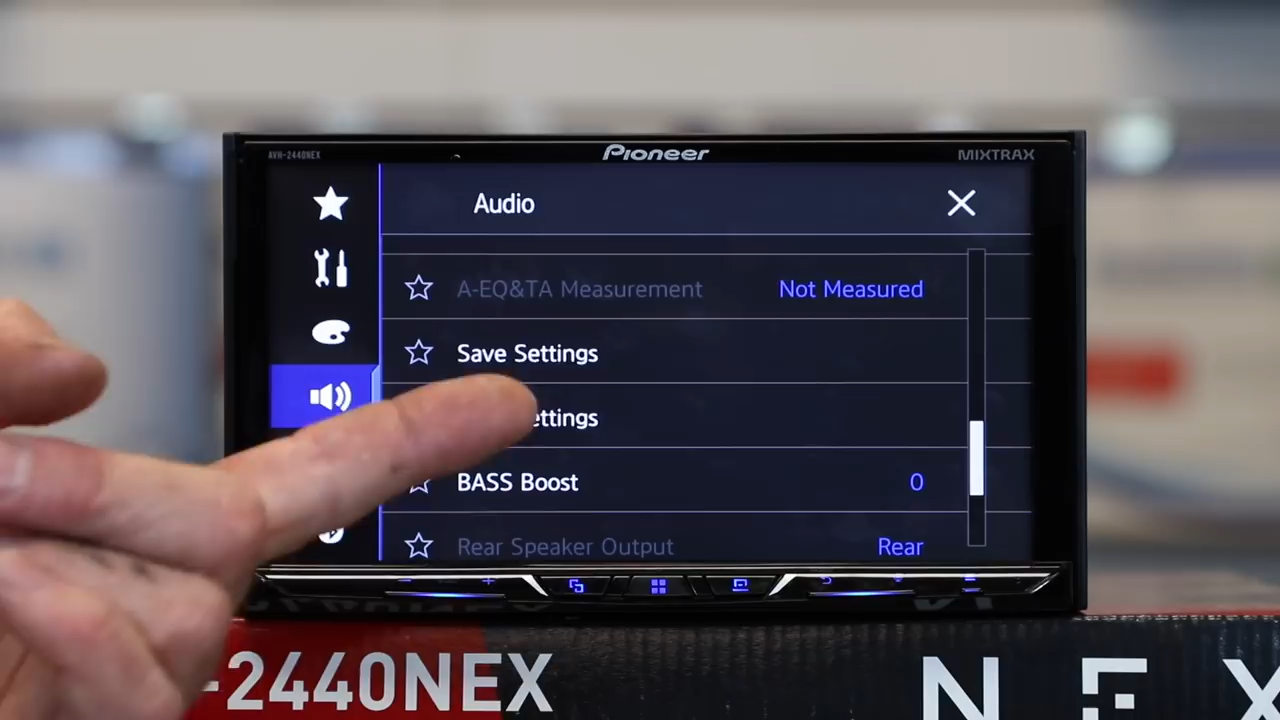 AVH-2440NEX
Pioneer
MIXTRAX
Audio
A-EQ&TA Measurement Not Measured
Save Settings
ettings
BASS Boost 0
Rear Speaker Output Rear
-2440NEX
NEX